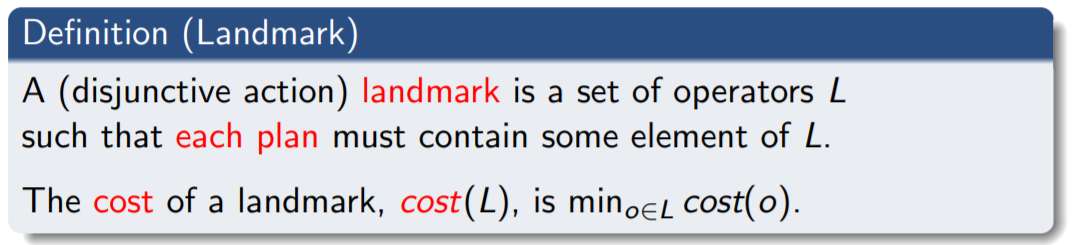 Definition (Landmark)
A (disjunctive action) landmark is a set of operators L
such that each plan must contain some element of L.
The cost of a landmark, cost(L), is minₒ∈L cost(o).